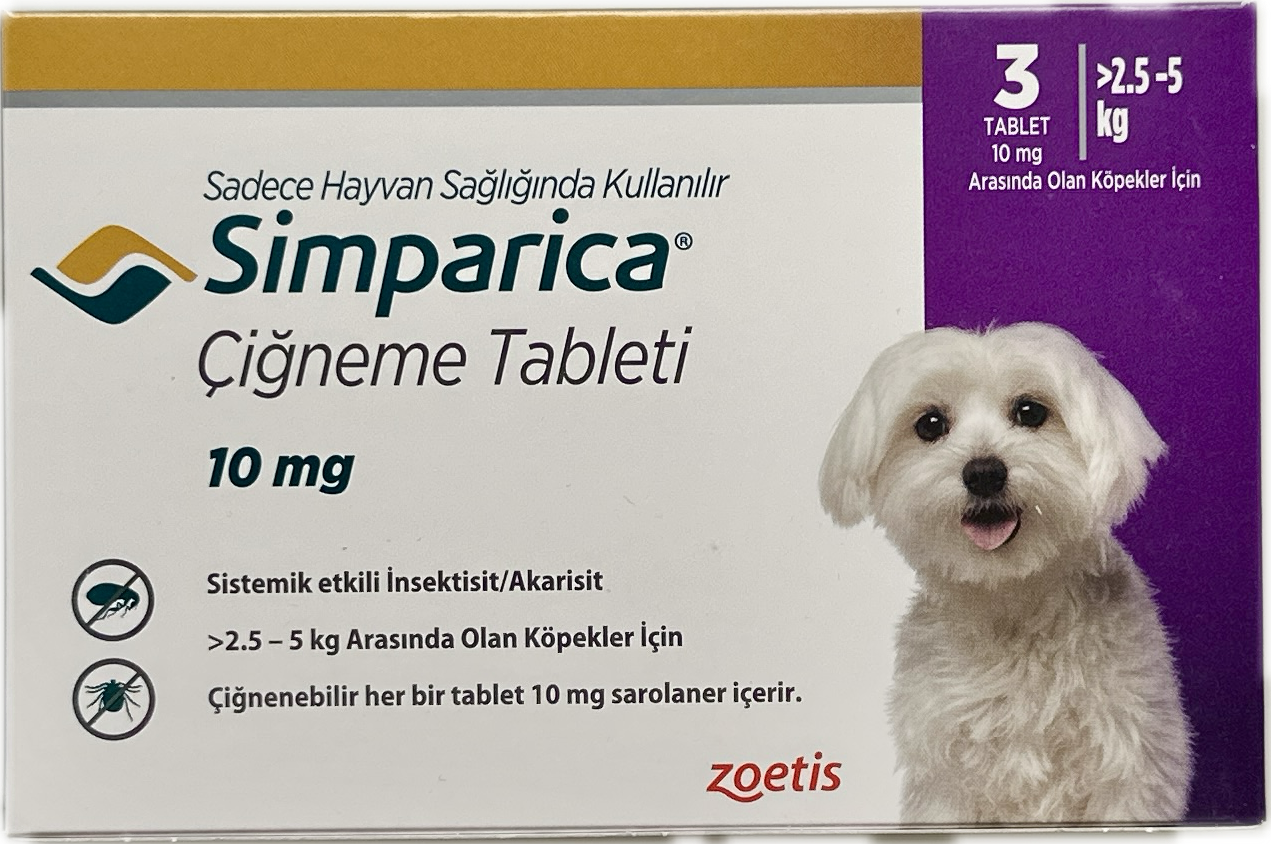 3
TABLET
10 mg
>2.5 -5
kg
Arasında Olan Köpekler İçin
Sadece Hayvan Sağlığında Kullanılır
Simparica®
Çiğneme Tableti
10 mg
Sistemik etkili İnsektisit/Akarisit
>2.5 – 5 kg Arasında Olan Köpekler İçin
Çiğnenebilir her bir tablet 10 mg sarolaner içerir.
zoetis